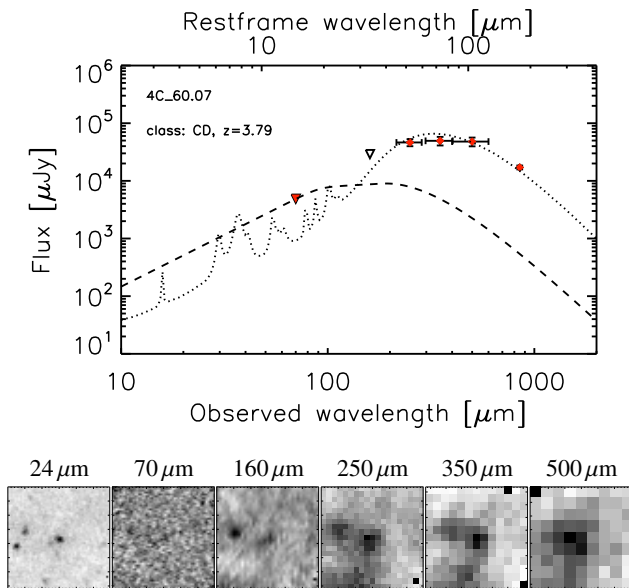 Restframe wavelength [μm]
10 100
10⁶
10⁵
10⁴
10³
10²
10¹
Flux [μJy]
4C_60.07
class: CD, z=3.79
10 100 1000
Observed wavelength [μm]
24 μm 70 μm 160 μm 250 μm 350 μm 500 μm